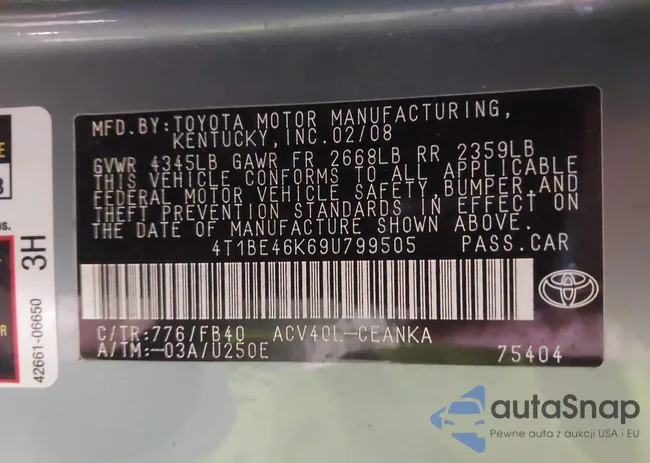 MFD.BY:TOYOTA MOTOR MANUFACTURING,
KENTUCKY,INC.02/08
GVWR 4345LB GAWR FR 2668LB RR 2359LB
THIS VEHICLE CONFORMS TO ALL APPLICABLE
FEDERAL MOTOR VEHICLE SAFETY,BUMPER,AND
THEFT PREVENTION STANDARDS IN EFFECT ON
THE DATE OF MANUFACTURE SHOWN ABOVE.
4T1BE46K69U799505 PASS.CAR
C/TR:776/FB40 ACV40L-CEANKA
A/TM:-03A/U250E 75404
3H
42661-06650
autaSnap
Pewne auta z aukcji USA i EU